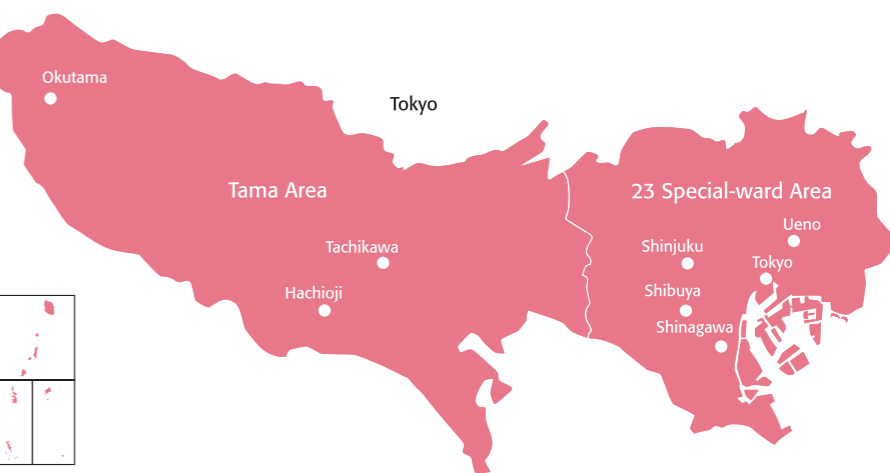 Okutama
Tokyo
Tama Area
23 Special-ward Area
Ueno
Shinjuku
Tachikawa
Tokyo
Hachioji
Shibuya
Shinagawa